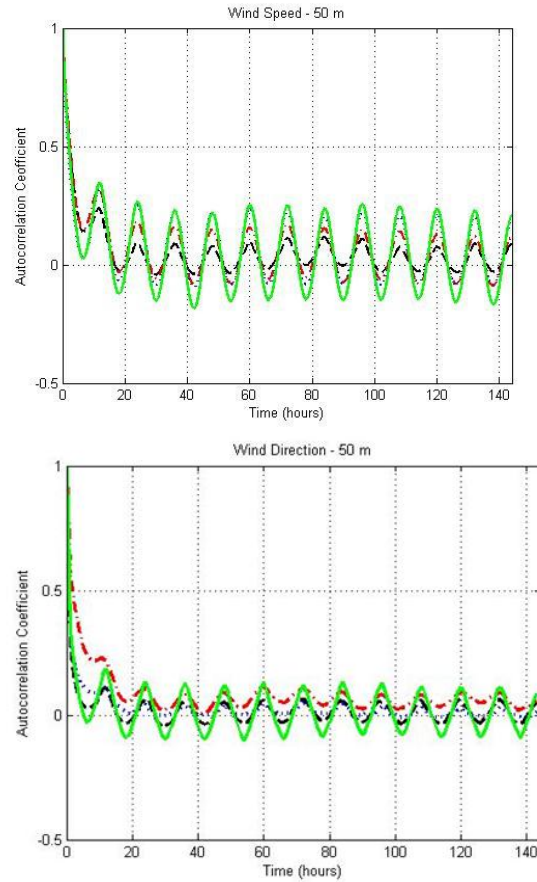 Wind Speed - 50 m
1
0.5
0
-0.5
Autocorrelation Ceofficient
0 20 40 60 80 100 120 140
Time (hours)
Wind Direction - 50 m
1
0.5
0
-0.5
Autocorrelation Coefficient
0 20 40 60 80 100 120 140
Time (hours)